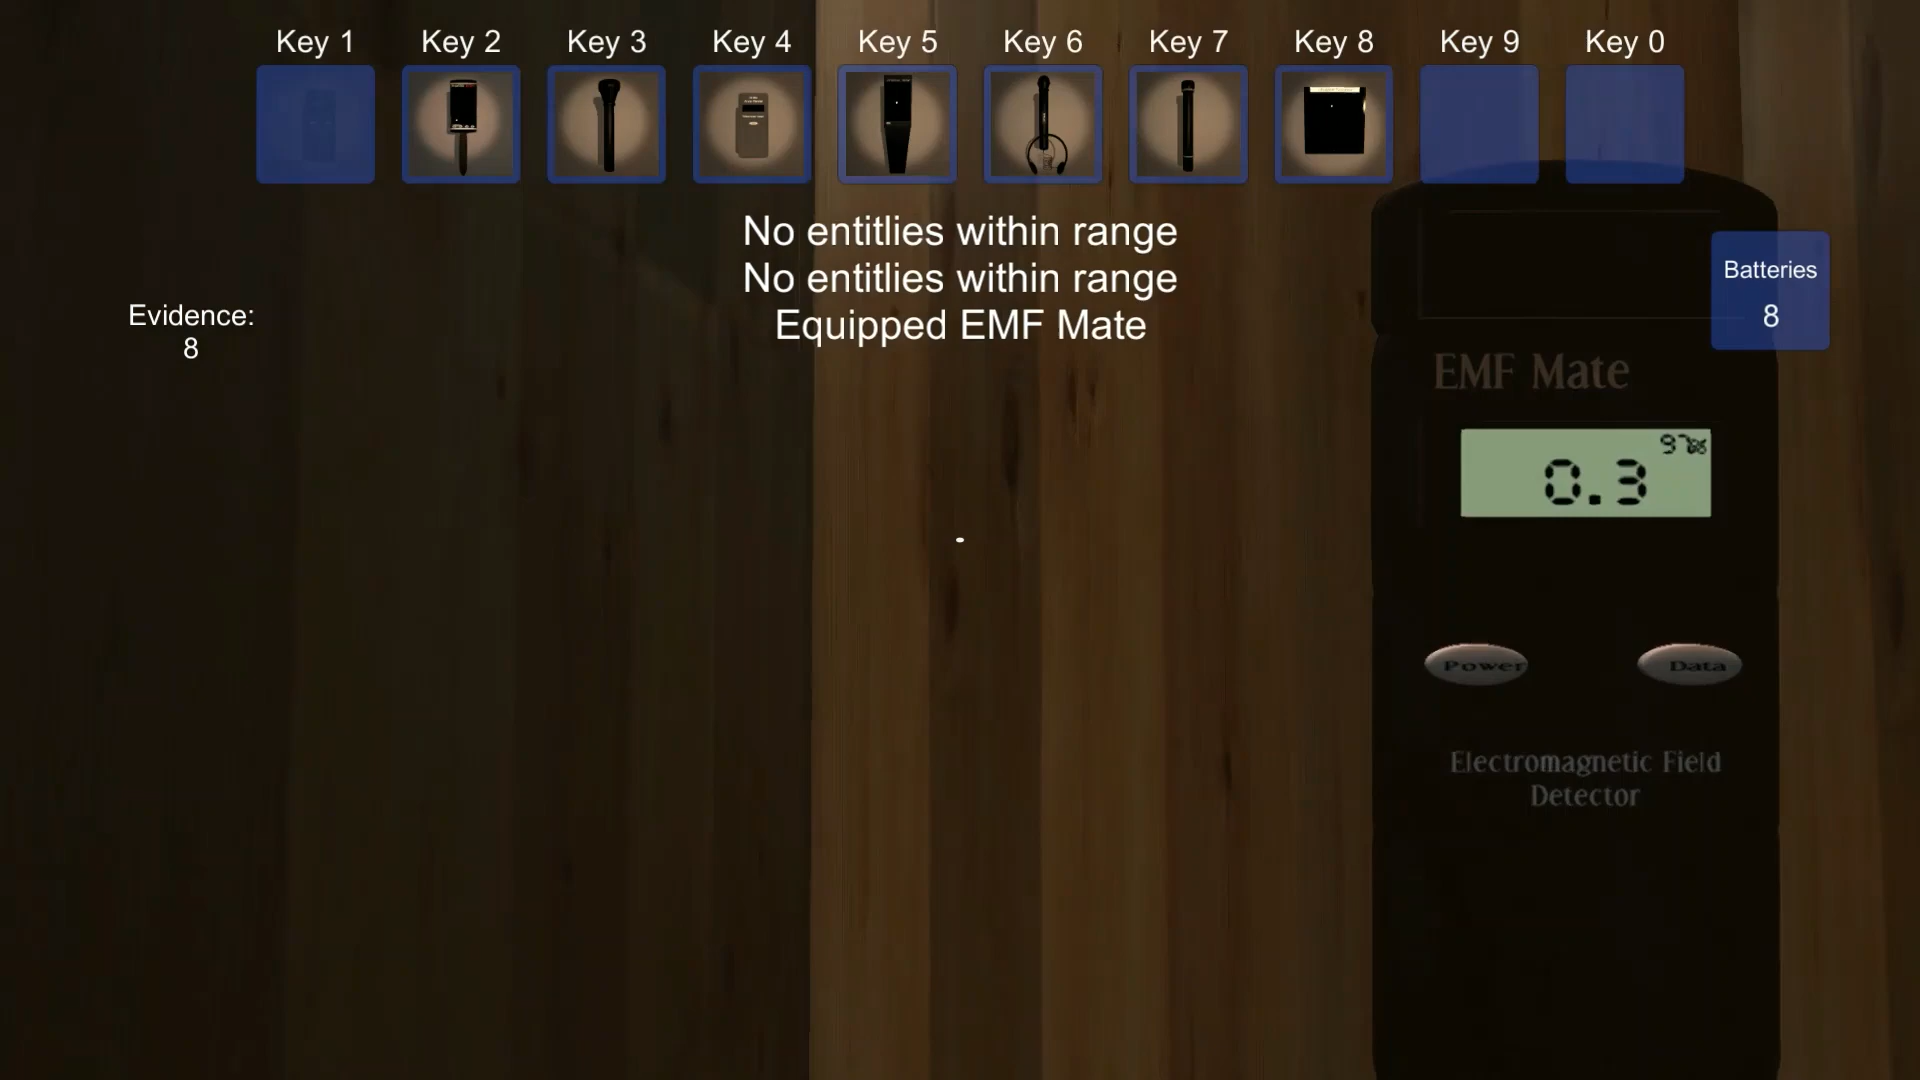 Key 1 Key 2 Key 3 Key 4 Key 5 Key 6 Key 7 Key 8 Key 9 Key 0
No entitlies within range
No entitlies within range
Equipped EMF Mate
Evidence:
8
Batteries
8
EMF Mate
0.3
Power Data
Electromagnetic Field
Detector